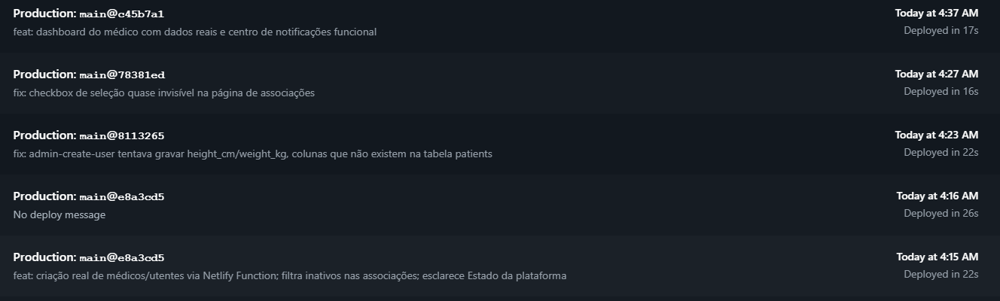 Production: main@c45b7a1
Today at 4:37 AM
feat: dashboard do médico com dados reais e centro de notificações funcional
Deployed in 17s
Production: main@78381ed
Today at 4:27 AM
fix: checkbox de seleção quase invisível na página de associações
Deployed in 16s
Production: main@8113265
Today at 4:23 AM
fix: admin-create-user tentava gravar height_cm/weight_kg, colunas que não existem na tabela patients
Deployed in 22s
Production: main@e8a3cd5
Today at 4:16 AM
No deploy message
Deployed in 26s
Production: main@e8a3cd5
Today at 4:15 AM
feat: criação real de médicos/utentes via Netlify Function; filtra inativos nas associações; esclarece Estado da plataforma
Deployed in 22s